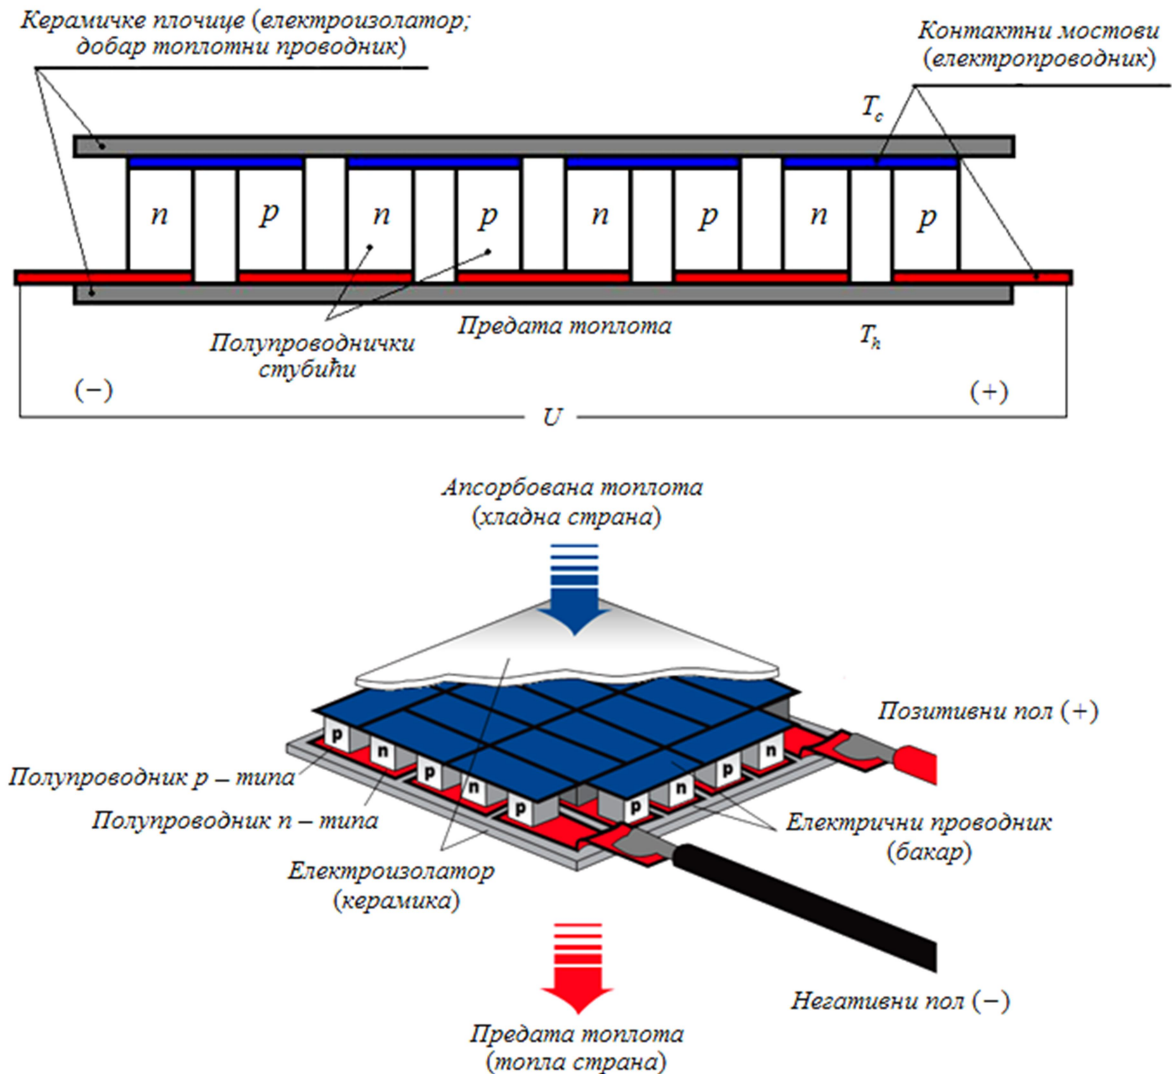 Керамичке плочице (електроизолатор;
добар топлотни проводник)
Контактни мостови
(електропроводник)
T_c
n p n p n p n p
Полупроводнички
стубићи
Предата топлота
T_h
(−) (+)
U
Апсорбована топлота
(хладна страна)
Позитивни пол (+)
p n p n p p n p n
Полупроводник p – типа
Полупроводник n – типа
Електрични проводник
(бакар)
Електроизолатор
(керамика)
Негативни пол (−)
Предата топлота
(топла страна)